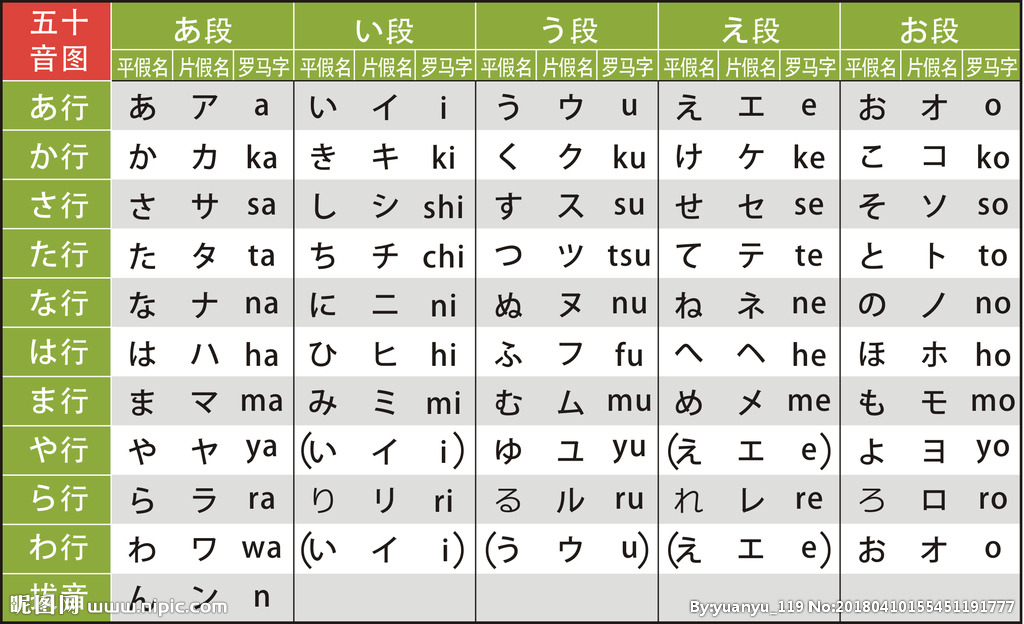 五十音图 あ段 い段 う段 え段 お段
平假名 片假名 罗马字 平假名 片假名 罗马字 平假名 片假名 罗马字 平假名 片假名 罗马字 平假名 片假名 罗马字
あ行 あ ア a い イ i う ウ u え エ e お オ o
か行 か カ ka き キ ki く ク ku け ケ ke こ コ ko
さ行 さ サ sa し シ shi す ス su せ セ se そ ソ so
た行 た タ ta ち チ chi つ ツ tsu て テ te と ト to
な行 な ナ na に ニ ni ぬ ヌ nu ね ネ ne の ノ no
は行 は ハ ha ひ ヒ hi ふ フ fu へ ヘ he ほ ホ ho
ま行 ま マ ma み ミ mi む ム mu め メ me も モ mo
や行 や ヤ ya (い イ i) ゆ ユ yu (え エ e) よ ヨ yo
ら行 ら ラ ra り リ ri る ル ru れ レ re ろ ロ ro
わ行 わ ワ wa (い イ i) (う ウ u) (え エ e) お オ o
拔音 ん ン n
昵图网 www.nipic.com By:yuanyu_119 No:20180410155451191777